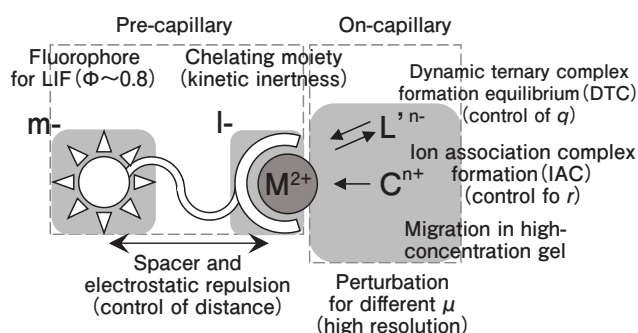 Pre-capillary
On-capillary
Fluorophore
for LIF(Φ～0.8)
Chelating moiety
(kinetic inertness)
m-
l-
M2+
L' n-
Cn+
Dynamic ternary complex
formation equilibrium(DTC)
(control of q)
Ion association complex
formation(IAC)
(control fo r)
Migration in high-
concentration gel
Spacer and
electrostatic repulsion
(control of distance)
Perturbation
for different μ
(high resolution)